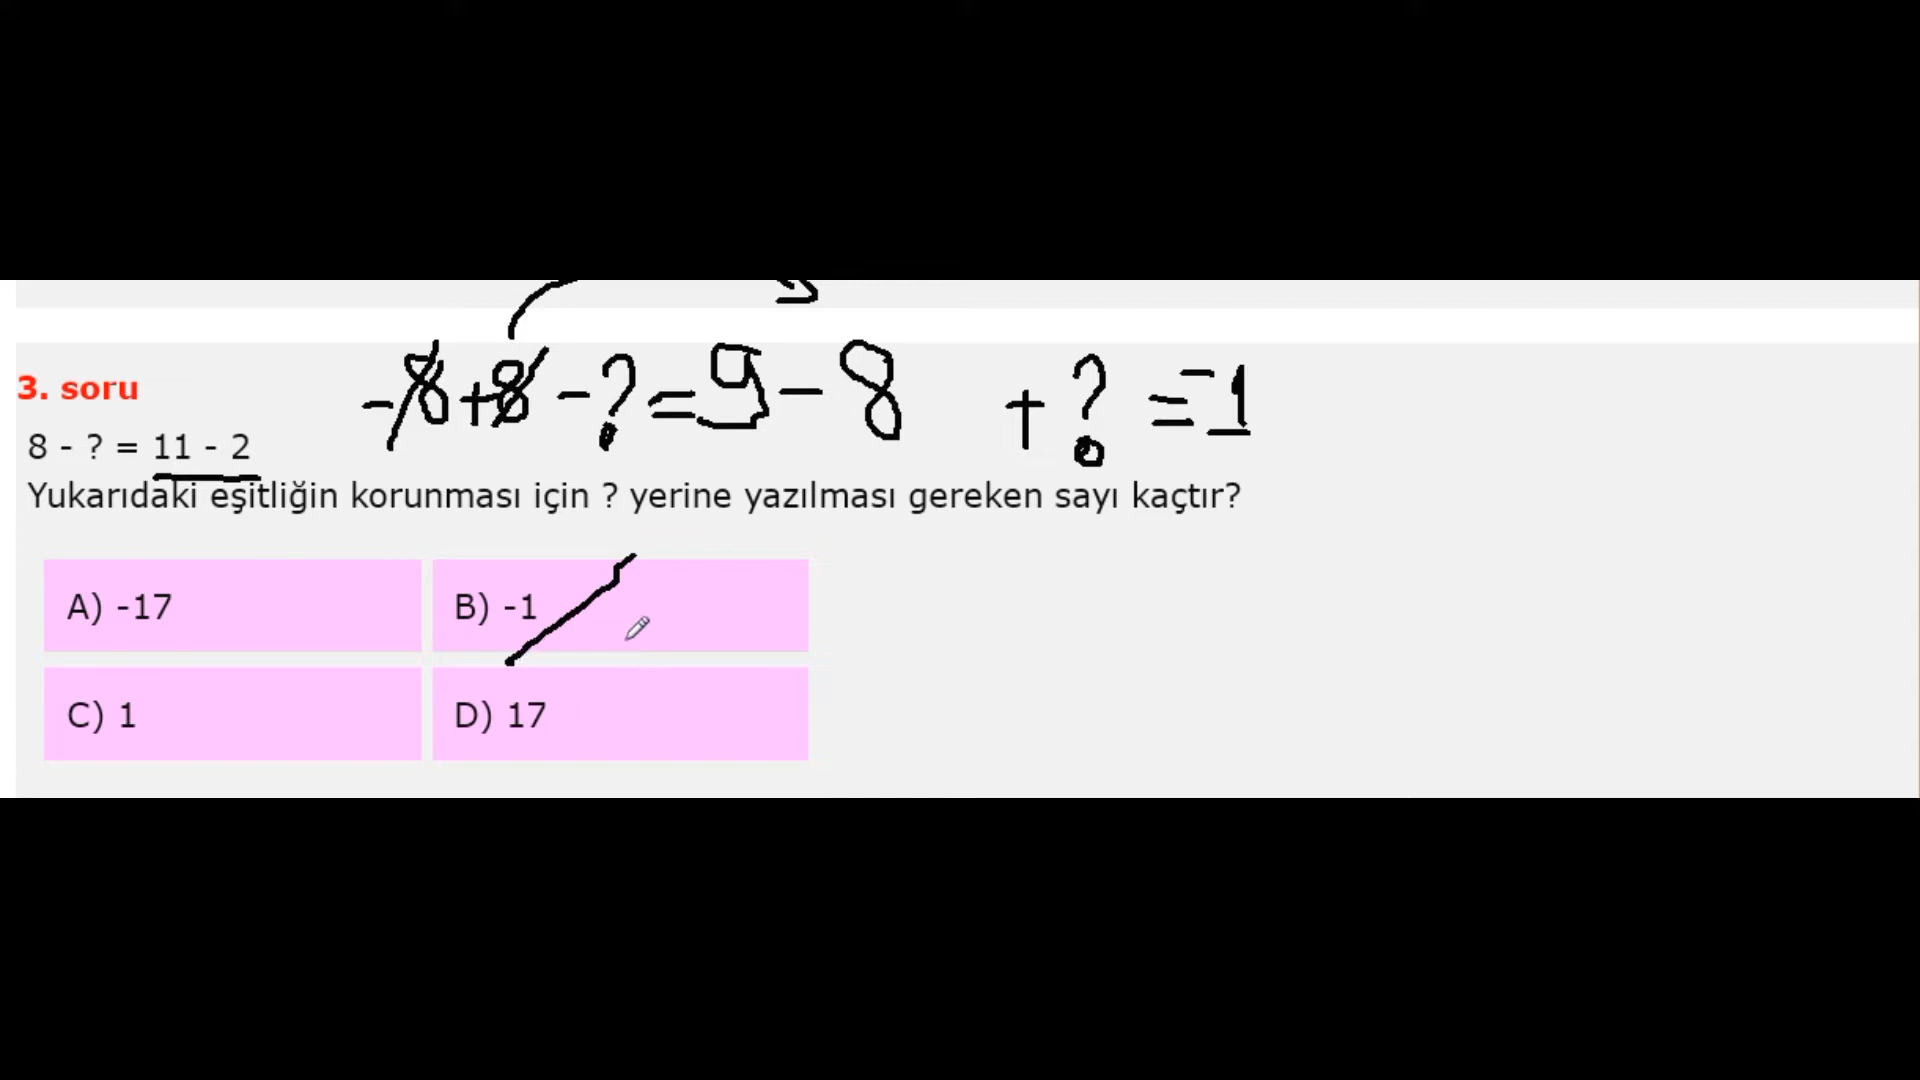 -8+8-?=9-8 +?=-1
3. soru
8 - ? = 11 - 2
Yukarıdaki eşitliğin korunması için ? yerine yazılması gereken sayı kaçtır?
A) -17
B) -1
C) 1
D) 17